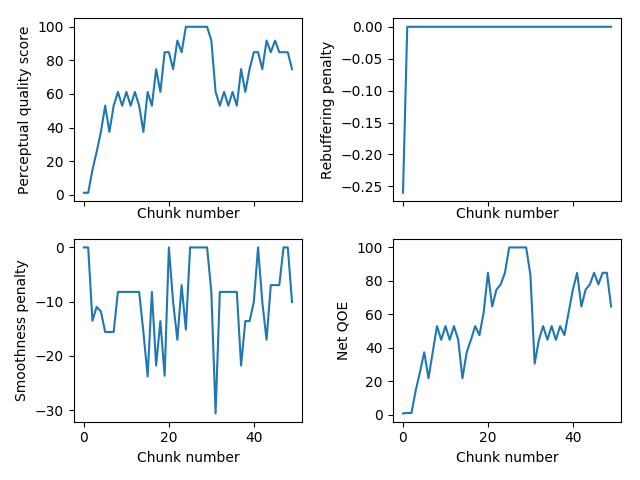 Perceptual quality score
100
80
60
40
20
0
Chunk number
Rebuffering penalty
0.00
−0.05
−0.10
−0.15
−0.20
−0.25
Chunk number
Smoothness penalty
0
−10
−20
−30
0 20 40
Chunk number
Net QOE
100
80
60
40
20
0
0 20 40
Chunk number